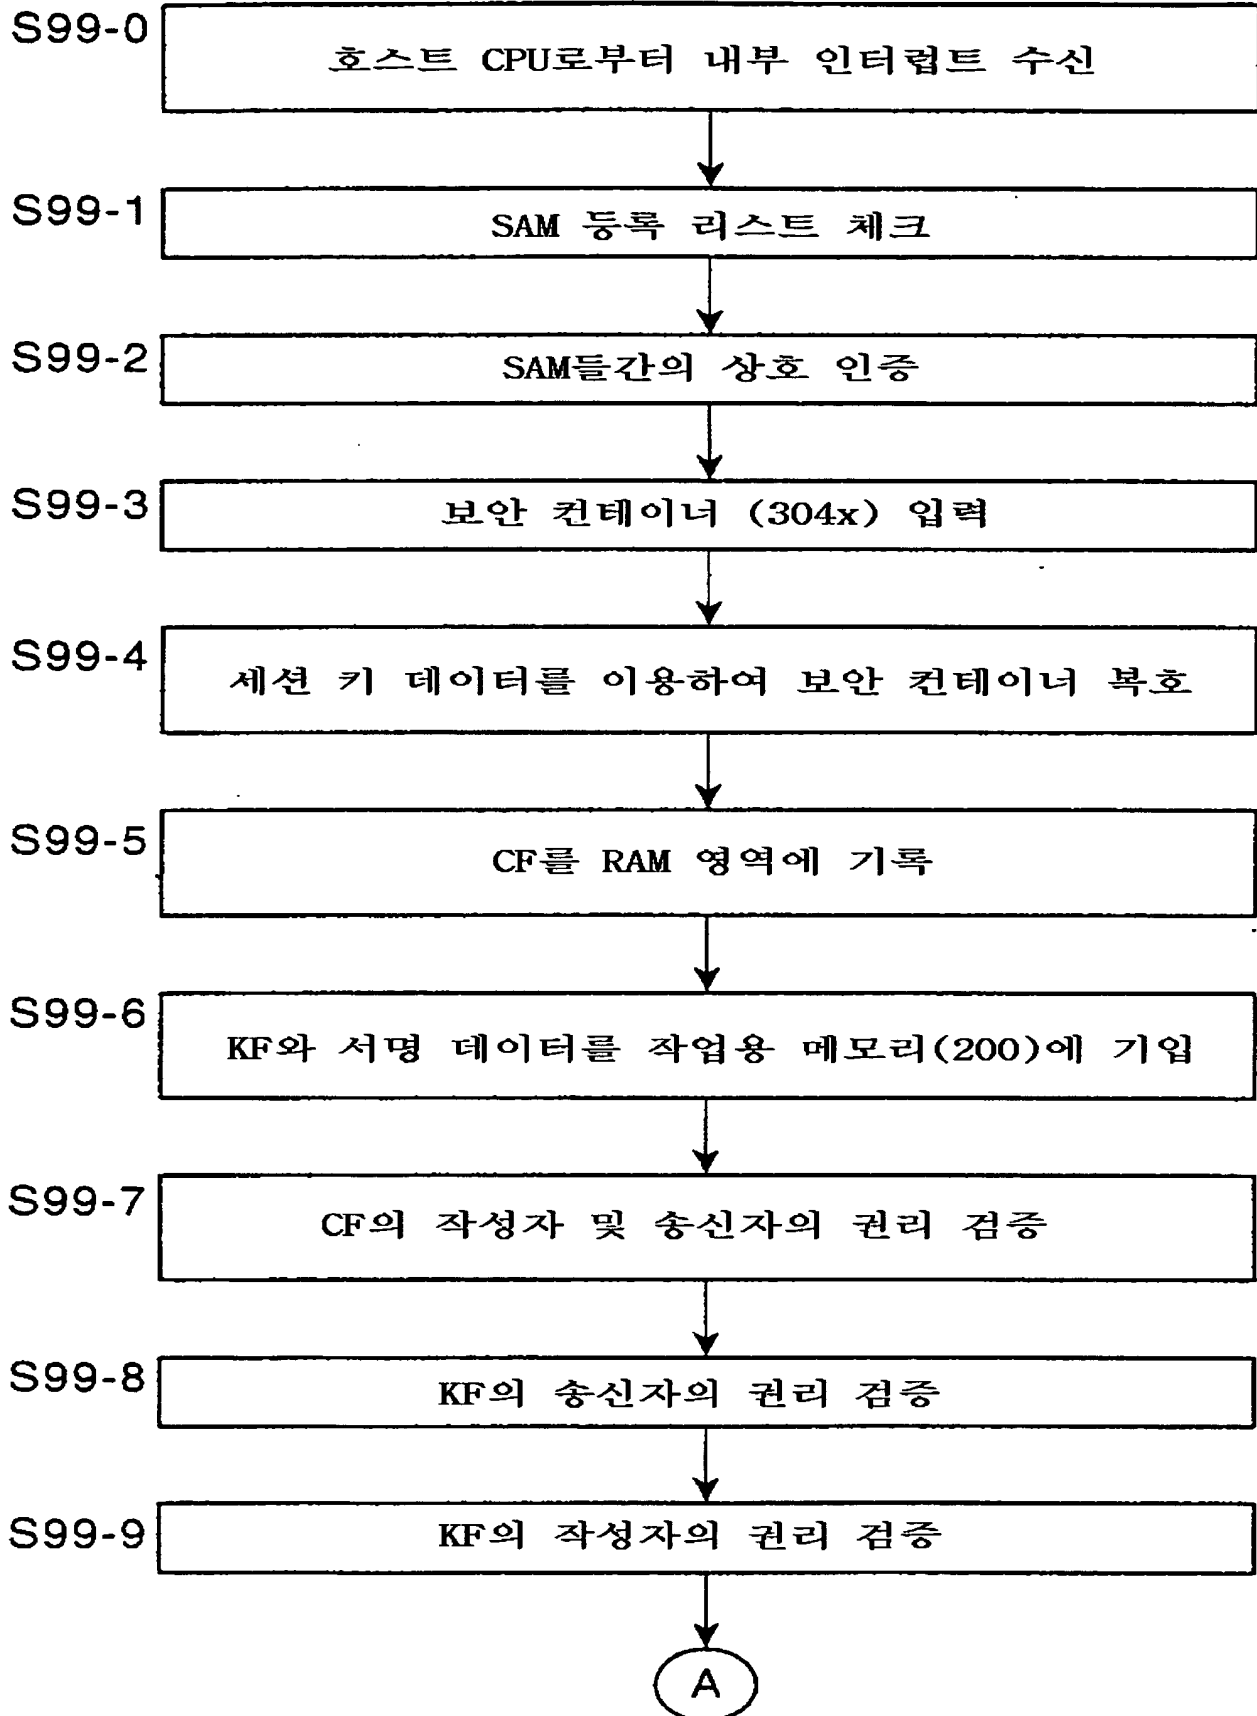 S99-0
호스트 CPU로부터 내부 인터럽트 수신
S99-1
SAM 등록 리스트 체크
S99-2
SAM들간의 상호 인증
S99-3
보안 컨테이너 (304x) 입력
S99-4
세션 키 데이터를 이용하여 보안 컨테이너 복호
S99-5
CF를 RAM 영역에 기록
S99-6
KF와 서명 데이터를 작업용 메모리(200)에 기입
S99-7
CF의 작성자 및 송신자의 권리 검증
S99-8
KF의 송신자의 권리 검증
S99-9
KF의 작성자의 권리 검증
A